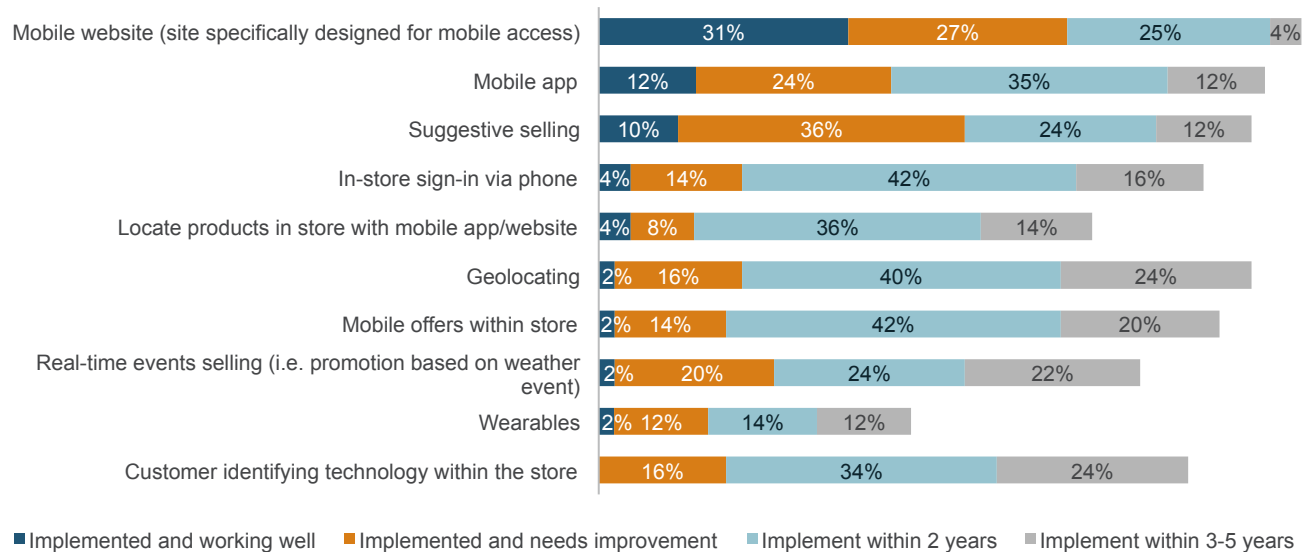 Mobile website (site specifically designed for mobile access) 31% 27% 25% 4%
Mobile app 12% 24% 35% 12%
Suggestive selling 10% 36% 24% 12%
In-store sign-in via phone 4% 14% 42% 16%
Locate products in store with mobile app/website 4% 8% 36% 14%
Geolocating 2% 16% 40% 24%
Mobile offers within store 2% 14% 42% 20%
Real-time events selling (i.e. promotion based on weather
event) 2% 20% 24% 22%
Wearables 2% 12% 14% 12%
Customer identifying technology within the store 16% 34% 24%
Implemented and working well Implemented and needs improvement Implement within 2 years Implement within 3-5 years